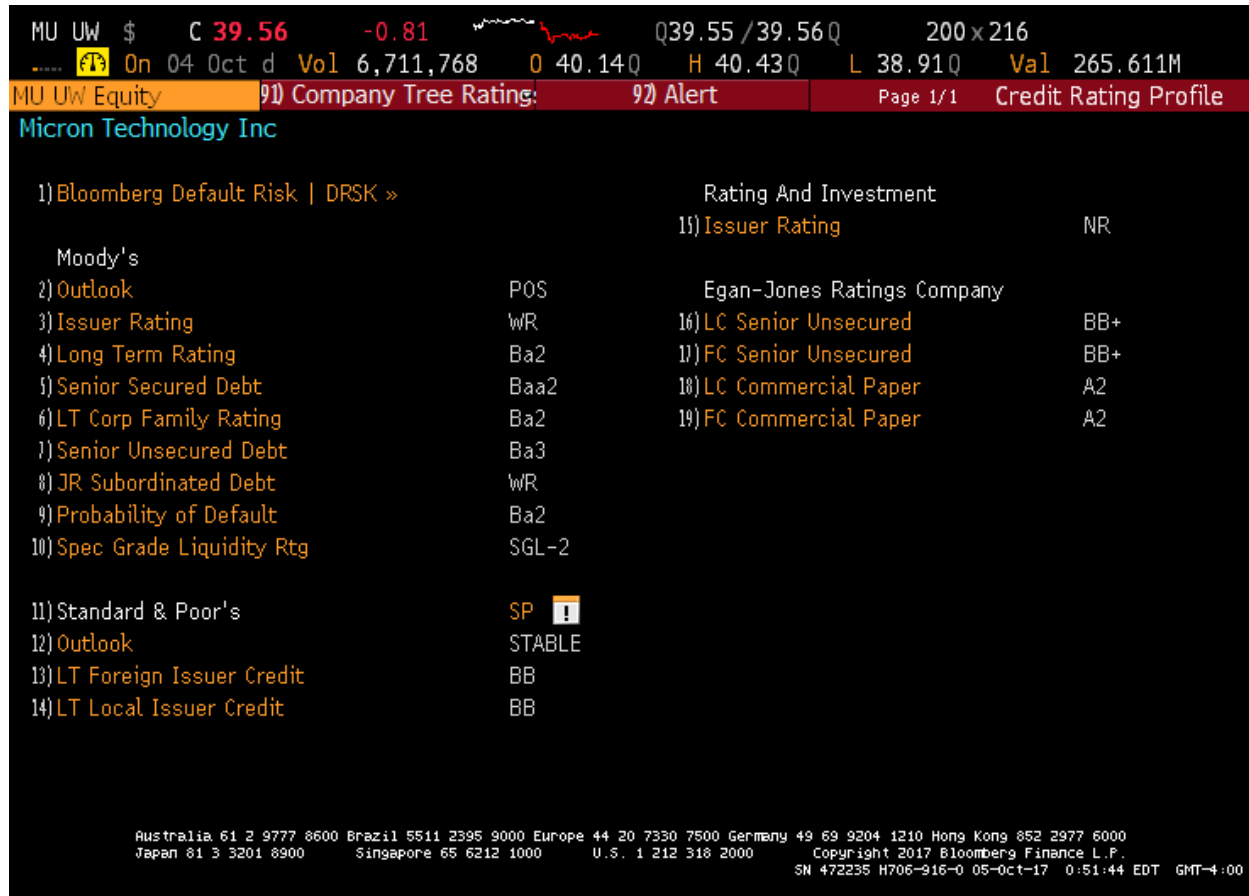 MU UW $ C 39.56 -0.81 Q39.55/39.56Q 200×216
On 04 Oct d Vol 6,711,768 O 40.14Q H 40.43Q L 38.91Q Val 265.611M
MU UW Equity 91) Company Tree Ratings 92) Alert Page 1/1 Credit Rating Profile
Micron Technology Inc
1) Bloomberg Default Risk | DRSK » Rating And Investment
15) Issuer Rating NR
Moody's
2) Outlook POS Egan-Jones Ratings Company
3) Issuer Rating WR 16) LC Senior Unsecured BB+
4) Long Term Rating Ba2 17) FC Senior Unsecured BB+
5) Senior Secured Debt Baa2 18) LC Commercial Paper A2
6) LT Corp Family Rating Ba2 19) FC Commercial Paper A2
7) Senior Unsecured Debt Ba3
8) JR Subordinated Debt WR
9) Probability of Default Ba2
10) Spec Grade Liquidity Rtg SGL-2
11) Standard & Poor's SP !
12) Outlook STABLE
13) LT Foreign Issuer Credit BB
14) LT Local Issuer Credit BB
Australia 61 2 9777 8600 Brazil 5511 2395 9000 Europe 44 20 7330 7500 Germany 49 69 9204 1210 Hong Kong 852 2977 6000
Japan 81 3 3201 8900 Singapore 65 6212 1000 U.S. 1 212 318 2000 Copyright 2017 Bloomberg Finance L.P.
SN 472235 H706-916-0 05-Oct-17 0:51:44 EDT GMT-4:00